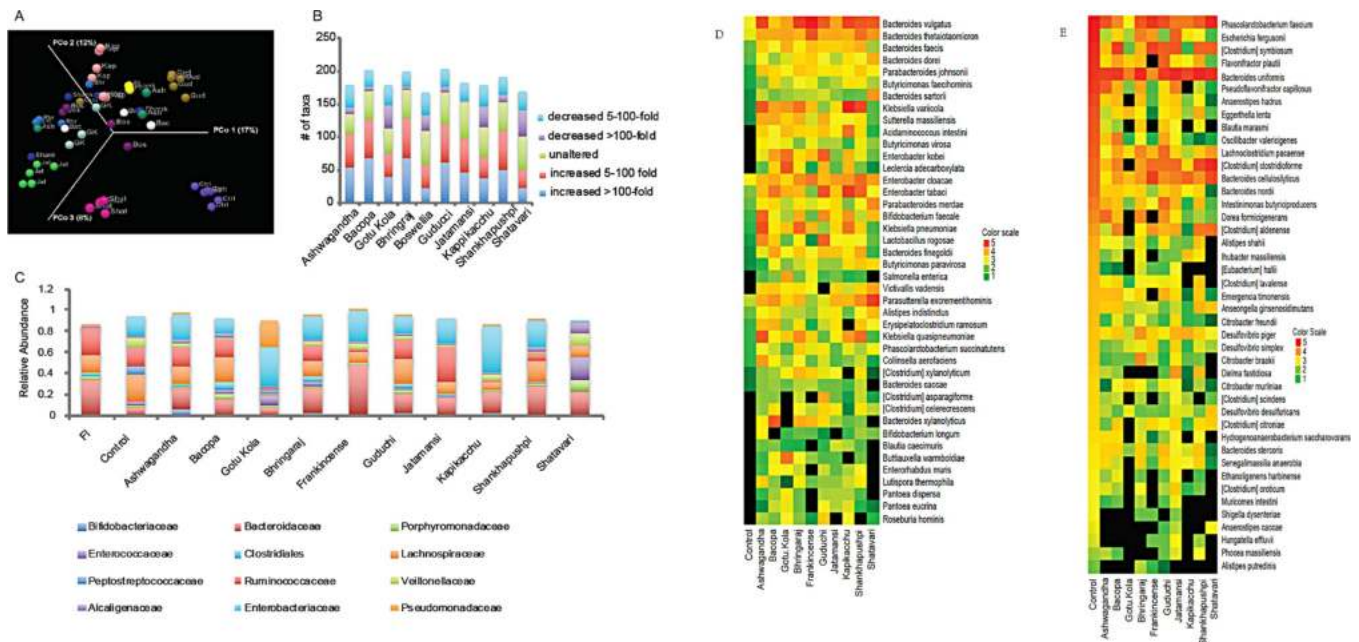 A
PCo 2 (12%)
PCo 1 (17%)
PCo 3 (8%)
B
# of taxa
250
200
150
100
50
0
Ashwagandha
Bacopa
Gotu Kola
Bhringraj
Boswellia
Guducci
Jatamansi
Kappikacchu
Shankhapushpi
Shatavari
decreased 5-100-fold
decreased >100-fold
unaltered
increased 5-100 fold
increased >100-fold
C
Relative Abundance
1.2
1
0.8
0.6
0.4
0.2
0
FI
Control
Ashwagandha
Bacopa
Gotu Kola
Bhringaraj
Frankincense
Guduchi
Jatamansi
Kapikacchu
Shankhapushpi
Shatavari
Bifidobacteriaceae
Bacteroidaceae
Porphyromonadaceae
Enterococcaceae
Clostridiales
Lachnospiraceae
Peptostreptococcaceae
Ruminococcaceae
Veillonellaceae
Alcaligenaceae
Enterobacteriaceae
Pseudomonadaceae
D
Bacteroides vulgatus
Bacteroides thetaiotaomicron
Bacteroides faecis
Bacteroides dorei
Parabacteroides johnsonii
Butyricimonas faecihominis
Bacteroides sartorii
Klebsiella variicola
Sutterella massiliensis
Acidaminococcus intestini
Butyricimonas virosa
Enterobacter kobei
Leclercia adecarboxylata
Enterobacter cloacae
Enterobacter tabaci
Parabacteroides merdae
Bifidobacterium faecale
Klebsiella pneumoniae
Lactobacillus rogosae
Bacteroides finegoldii
Butyricimonas paravirosa
Salmonella enterica
Victivallis vadensis
Parasutterella excrementihominis
Alistipes indistinctus
Erysipelatoclostridium ramosum
Klebsiella quasipneumoniae
Phascolarctobacterium succinatutens
Collinsella aerofaciens
[Clostridium] xylanolyticum
Bacteroides caccae
[Clostridium] asparagiforme
[Clostridium] celerecrescens
Bacteroides xylanolyticus
Bifidobacterium longum
Blautia caecimuris
Buttiauxella warmboldiae
Enterorhabdus muris
Lutispora thermophila
Pantoea dispersa
Pantoea eucrina
Roseburia hominis
Color scale
5
4
3
2
1
Control
Ashwagandha
Bacopa
Gotu.Kola
Bhringaraj
Frankincense
Guduchi
Jatamansi
Kapikacchu
Shankhapushpi
Shatavari
E
Phascolarctobacterium faecium
Escherichia fergusonii
[Clostridium] symbiosum
Flavonifractor plautii
Bacteroides uniformis
Pseudoflavonifractor capillosus
Anaerostipes hadrus
Eggerthella lenta
Blautia marasmi
Oscillibacter valericigenes
Lachnoclostridium pacaense
[Clostridium] clostridioforme
Bacteroides cellulosilyticus
Bacteroides nordii
Intestinimonas butyriciproducens
Dorea formicigenerans
[Clostridium] aldenense
Alistipes shahii
Ihubacter massiliensis
[Eubacterium] hallii
[Clostridium] lavalense
Emergencia timonensis
Anseongella ginsenosidimutans
Citrobacter freundii
Desulfovibrio piger
Desulfovibrio simplex
Citrobacter braakii
Dielma fastidiosa
Citrobacter murliniae
[Clostridium] scindens
Desulfovibrio desulfuricans
[Clostridium] citroniae
Hydrogenoanaerobacterium saccharovorans
Bacteroides stercoris
Senegalimassilia anaerobia
Ethanoligenens harbinense
[Clostridium] oroticum
Muricomes intestini
Shigella dysenteriae
Anaerostipes caccae
Hungatella effluvii
Phocea massiliensis
Alistipes putredinis
Color Scale
5
4
3
2
1
Control
Ashwagandha
Bacopa
Gotu.Kola
Bhringaraj
Frankincense
Guduchi
Jatamansi
Kapikacchu
Shankhapushpi
Shatavari